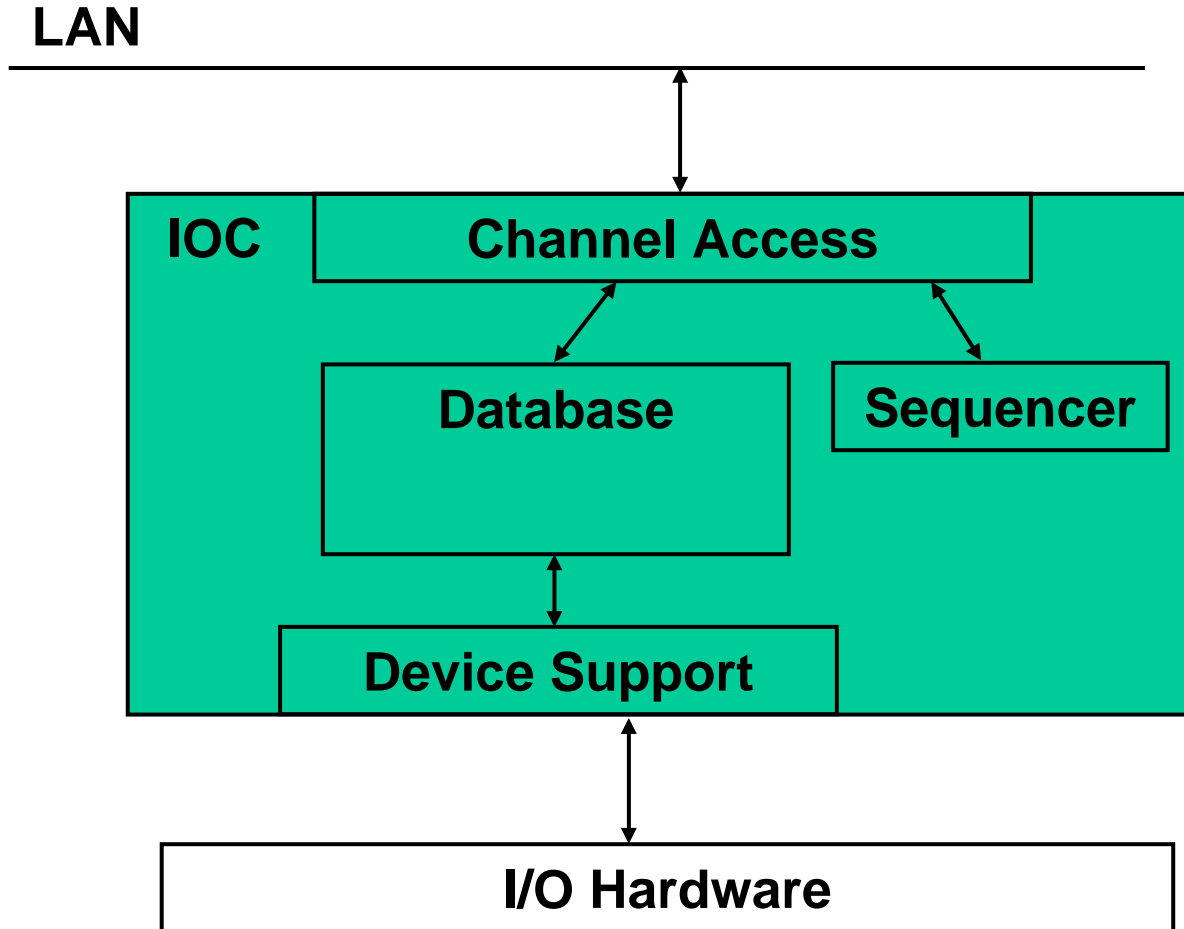 LAN
IOC
Channel Access
Database
Sequencer
Device Support
I/O Hardware